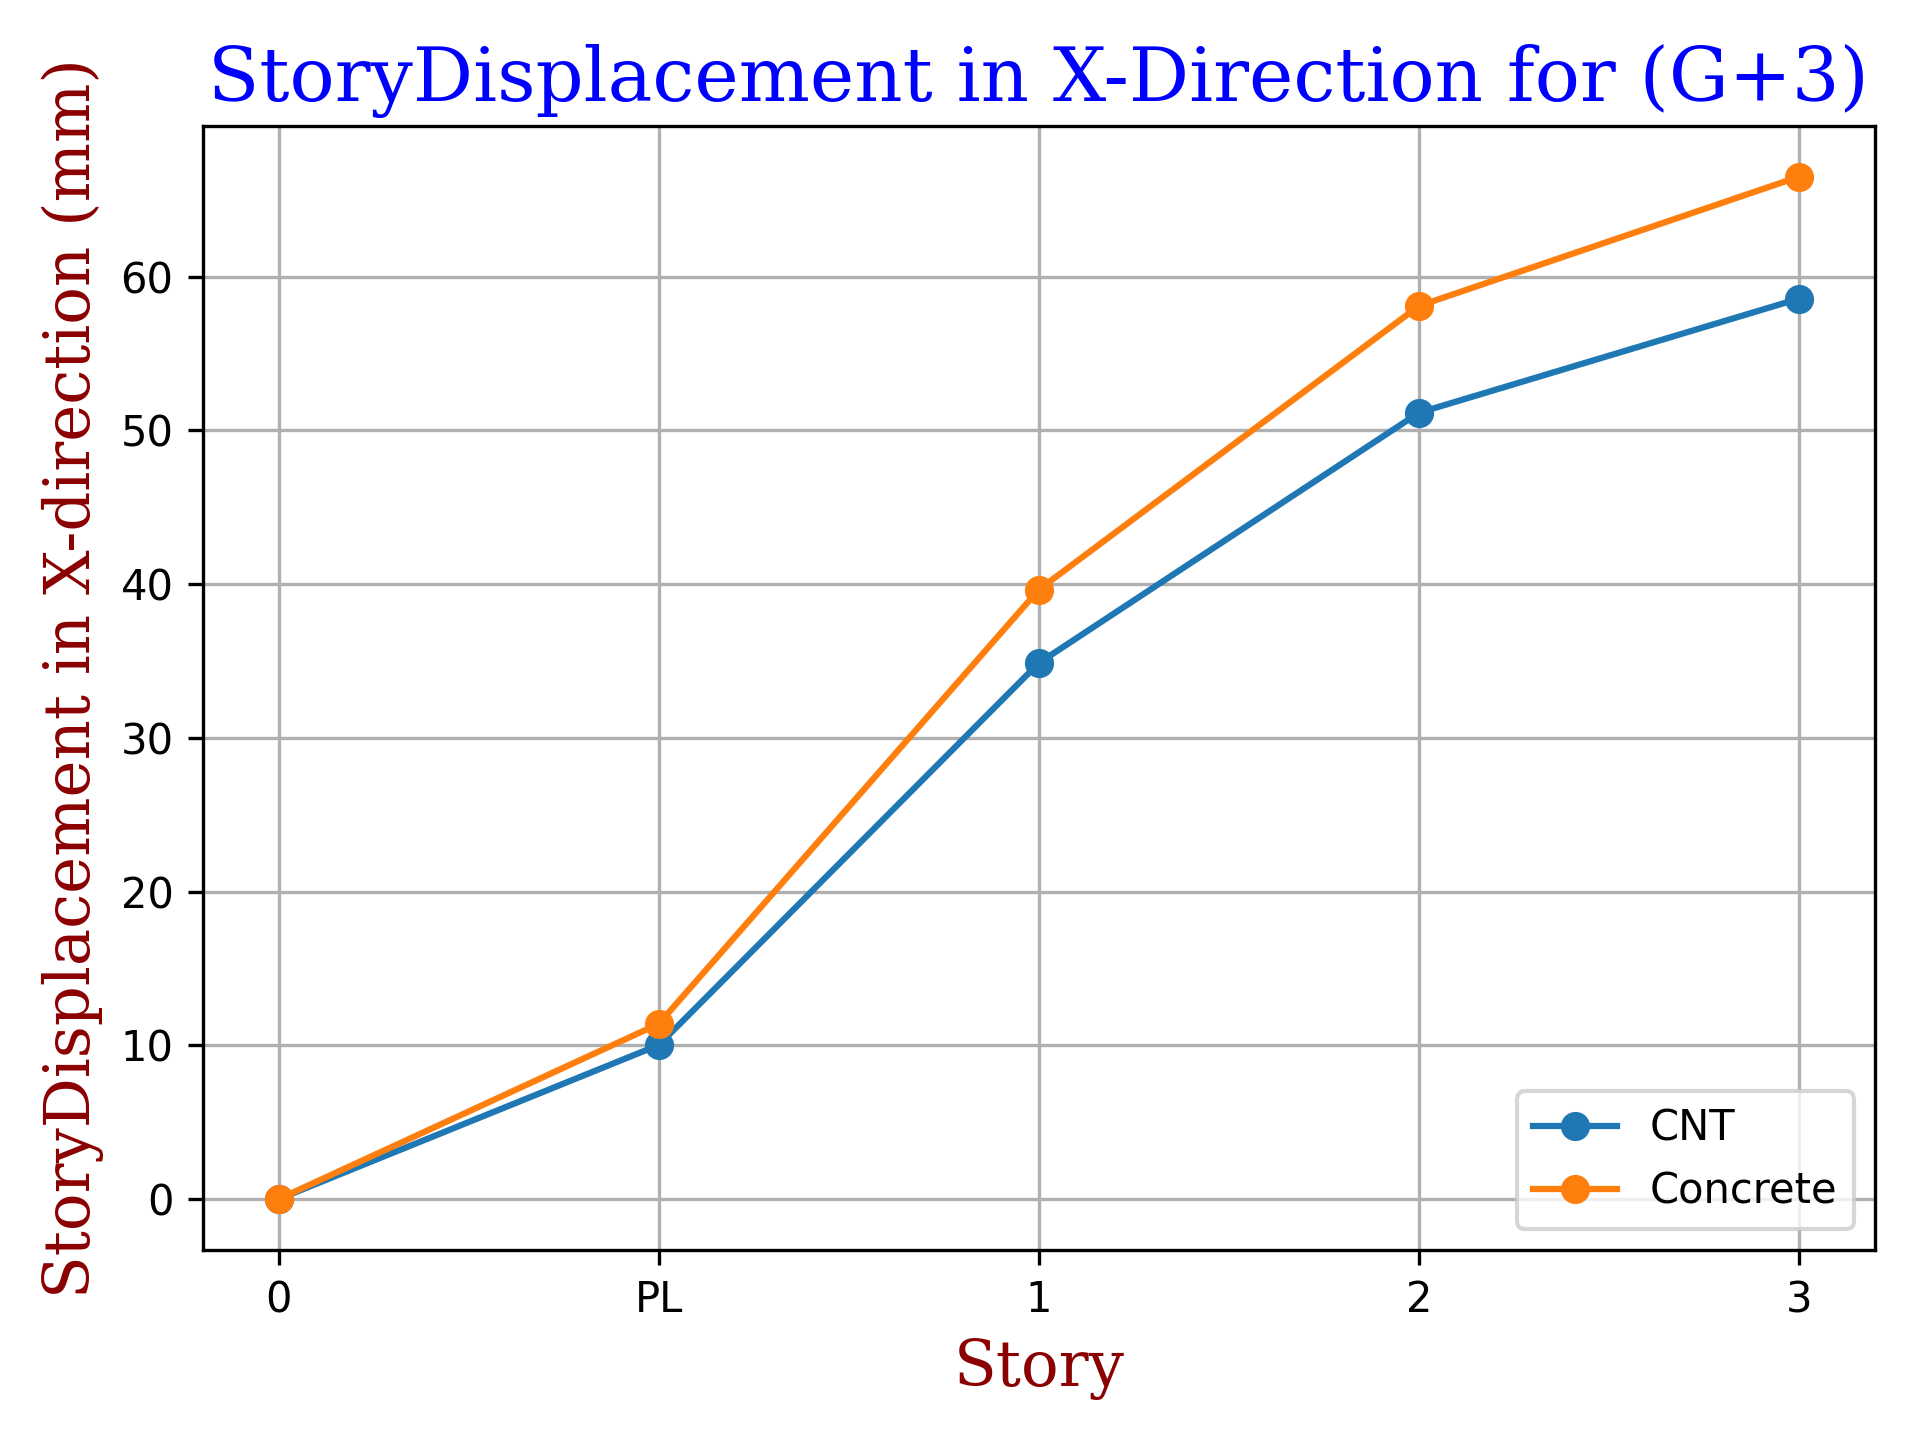 StoryDisplacement in X-Direction for (G+3)
StoryDisplacement in X-direction (mm)
60
50
40
30
20
10
0
CNT
Concrete
0 PL 1 2 3
Story